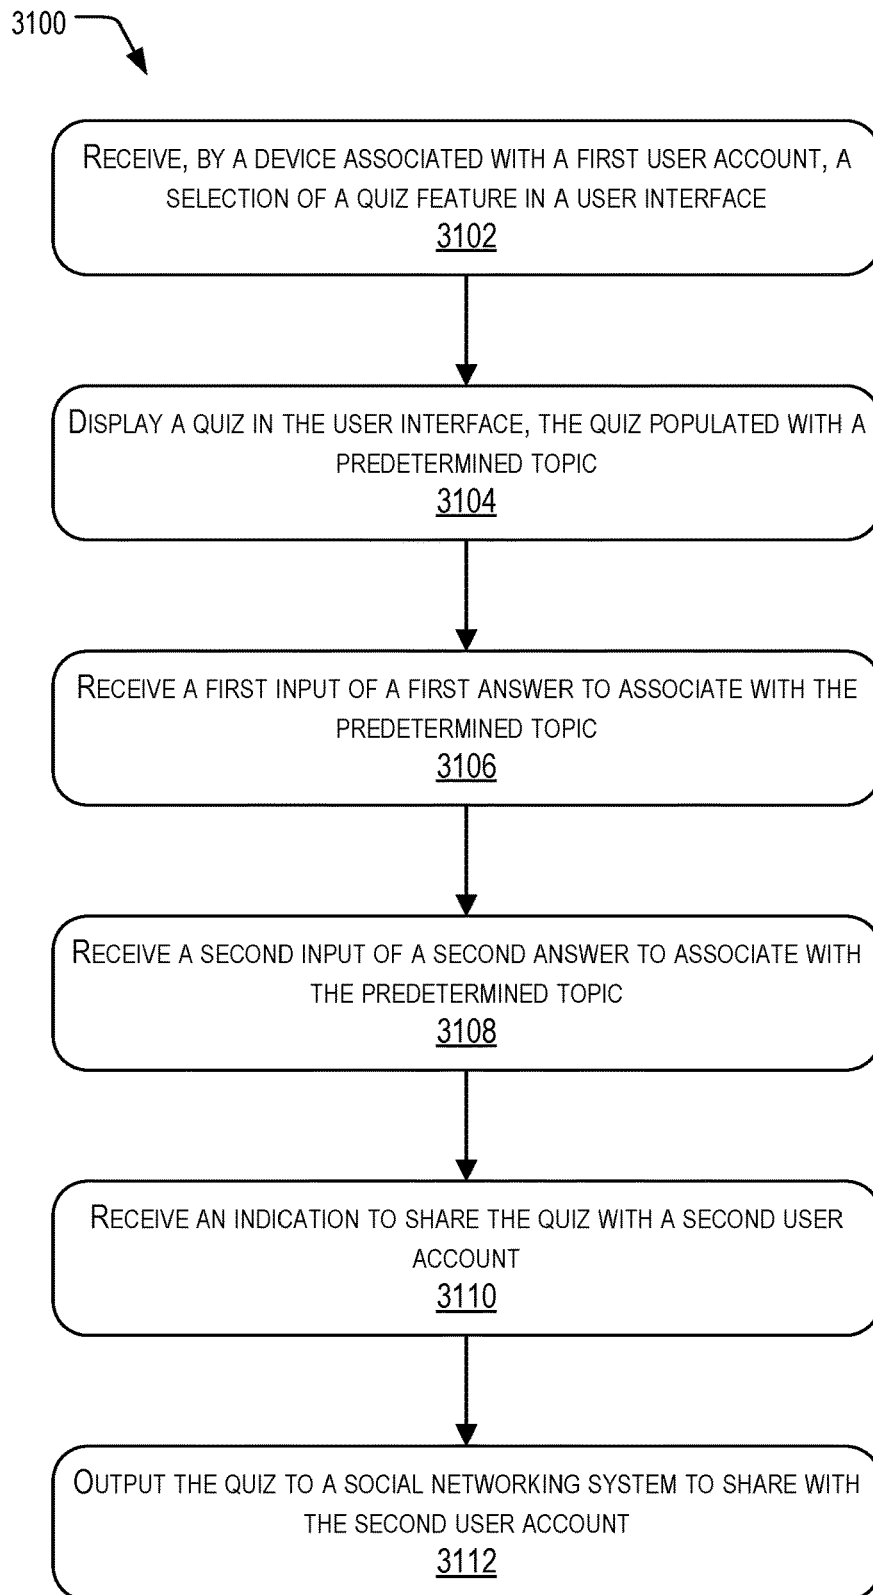 3100
RECEIVE, BY A DEVICE ASSOCIATED WITH A FIRST USER ACCOUNT, A
SELECTION OF A QUIZ FEATURE IN A USER INTERFACE
3102
DISPLAY A QUIZ IN THE USER INTERFACE, THE QUIZ POPULATED WITH A
PREDETERMINED TOPIC
3104
RECEIVE A FIRST INPUT OF A FIRST ANSWER TO ASSOCIATE WITH THE
PREDETERMINED TOPIC
3106
RECEIVE A SECOND INPUT OF A SECOND ANSWER TO ASSOCIATE WITH
THE PREDETERMINED TOPIC
3108
RECEIVE AN INDICATION TO SHARE THE QUIZ WITH A SECOND USER
ACCOUNT
3110
OUTPUT THE QUIZ TO A SOCIAL NETWORKING SYSTEM TO SHARE WITH
THE SECOND USER ACCOUNT
3112